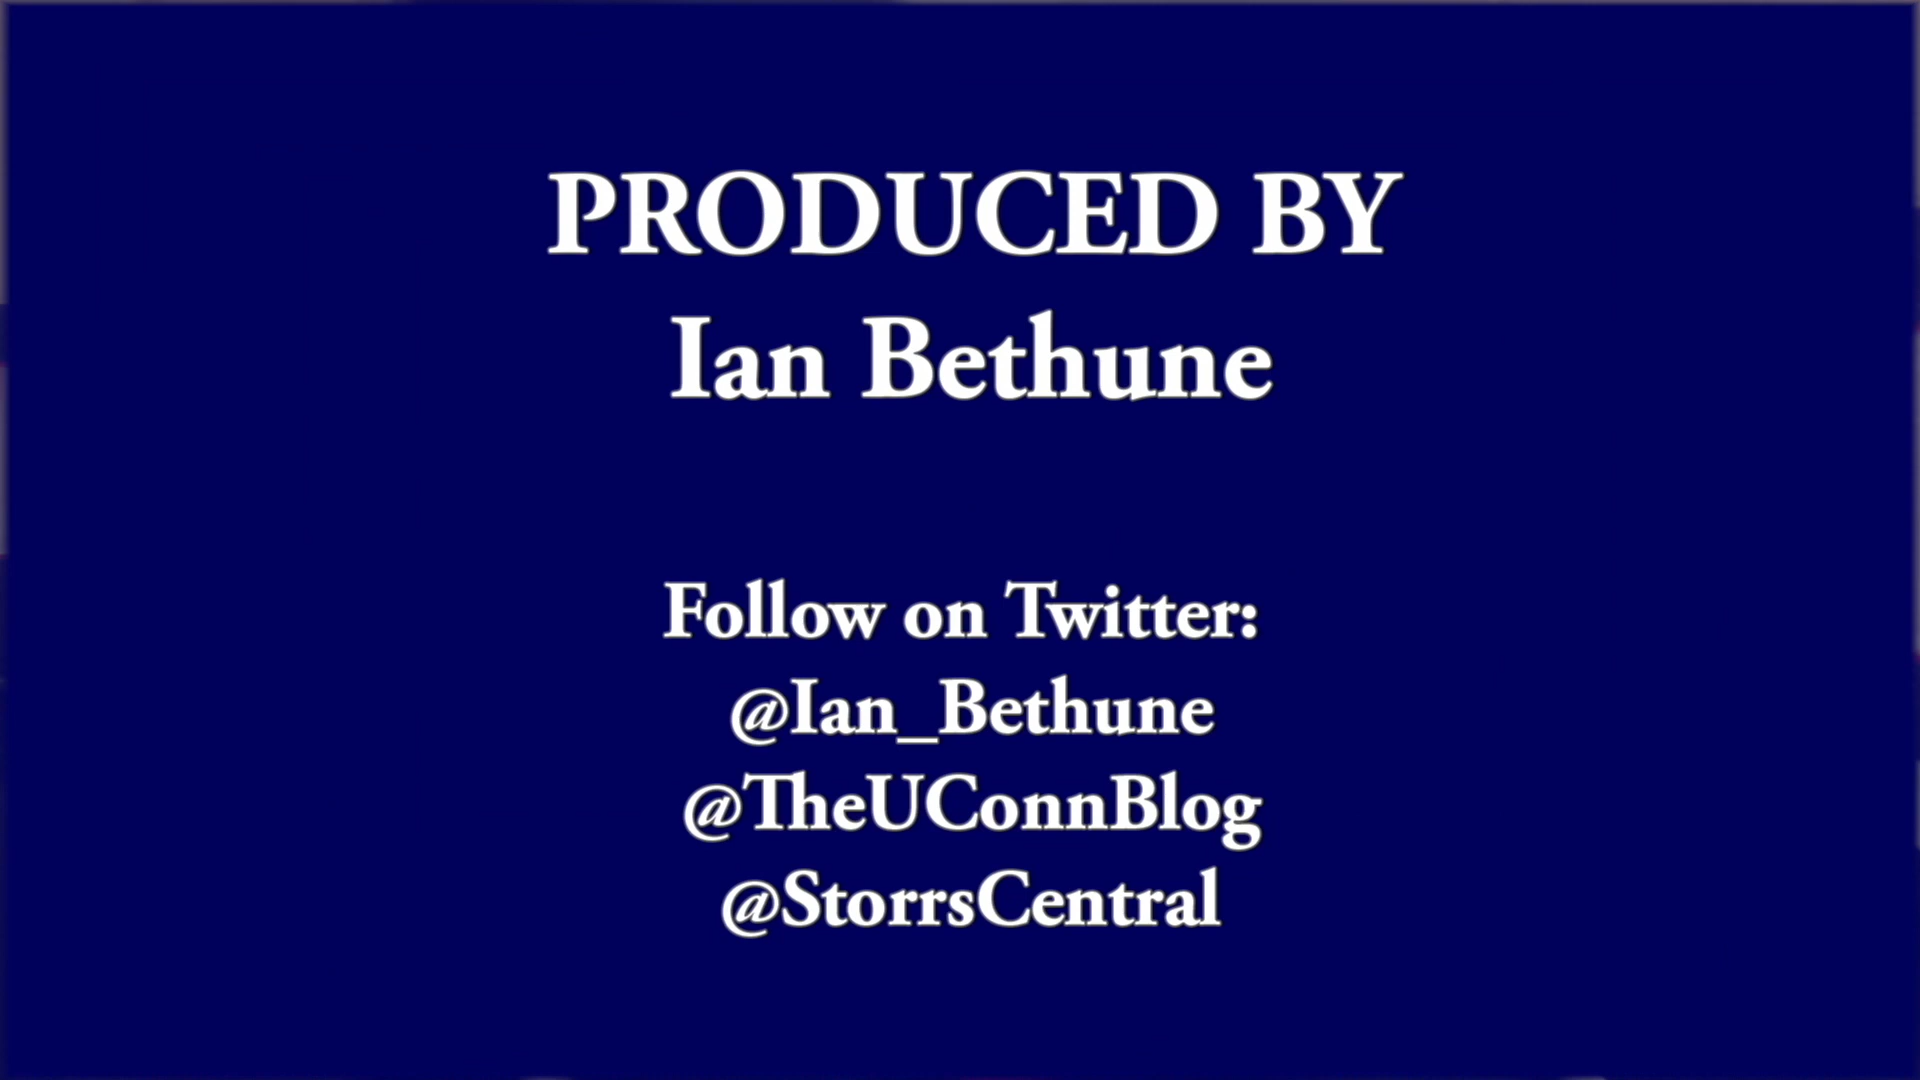 PRODUCED BY
Ian Bethune
Follow on Twitter:
@Ian_Bethune
@TheUConnBlog
@StorrsCentral